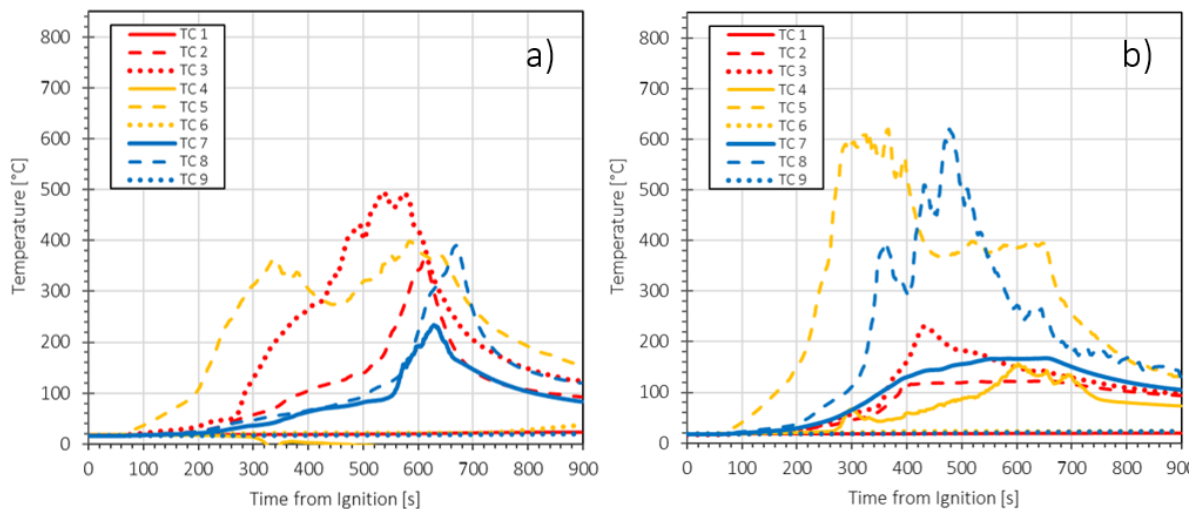 a)
800
700
600
500
400
300
200
100
0
Temperature [°C]
TC 1
TC 2
TC 3
TC 4
TC 5
TC 6
TC 7
TC 8
TC 9
0 100 200 300 400 500 600 700 800 900
Time from Ignition [s]
b)
800
700
600
500
400
300
200
100
0
Temperature [°C]
TC 1
TC 2
TC 3
TC 4
TC 5
TC 6
TC 7
TC 8
TC 9
0 100 200 300 400 500 600 700 800 900
Time from Ignition [s]